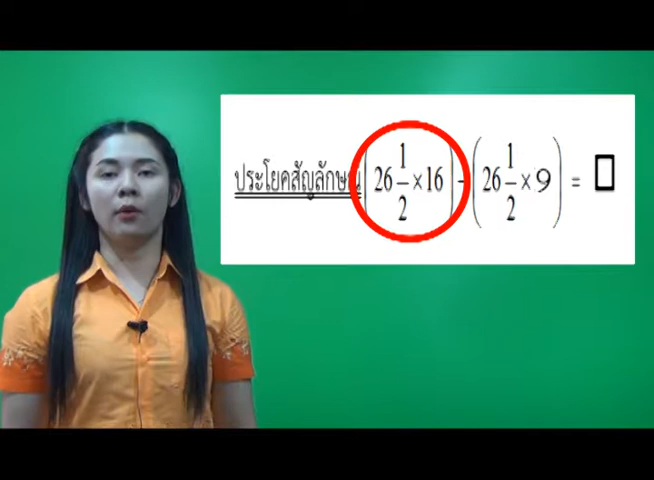 ประโยคสัญลักษณ์ (26 1/2 × 16) - (26 1/2 × 9) = □